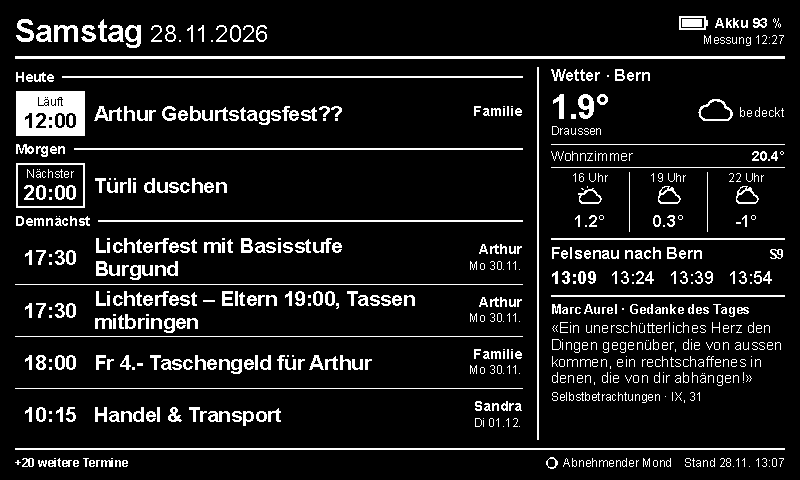 Samstag 28.11.2026
Akku 93 %
Messung 12:27
Heute
Läuft
12:00
Arthur Geburtstagsfest??
Familie
Morgen
Nächster
20:00
Türli duschen
Demnächst
17:30
Lichterfest mit Basisstufe
Burgund
Arthur
Mo 30.11.
17:30
Lichterfest – Eltern 19:00, Tassen
mitbringen
Arthur
Mo 30.11.
18:00
Fr 4.- Taschengeld für Arthur
Familie
Mo 30.11.
10:15
Handel & Transport
Sandra
Di 01.12.
+20 weitere Termine
Wetter · Bern
1.9°
bedeckt
Draussen
Wohnzimmer 20.4°
16 Uhr 19 Uhr 22 Uhr
1.2° 0.3° -1°
Felsenau nach Bern S9
13:09 13:24 13:39 13:54
Marc Aurel · Gedanke des Tages
«Ein unerschütterliches Herz den
Dingen gegenüber, die von aussen
kommen, ein rechtschaffenes in
denen, die von dir abhängen!»
Selbstbetrachtungen · IX, 31
Abnehmender Mond Stand 28.11. 13:07